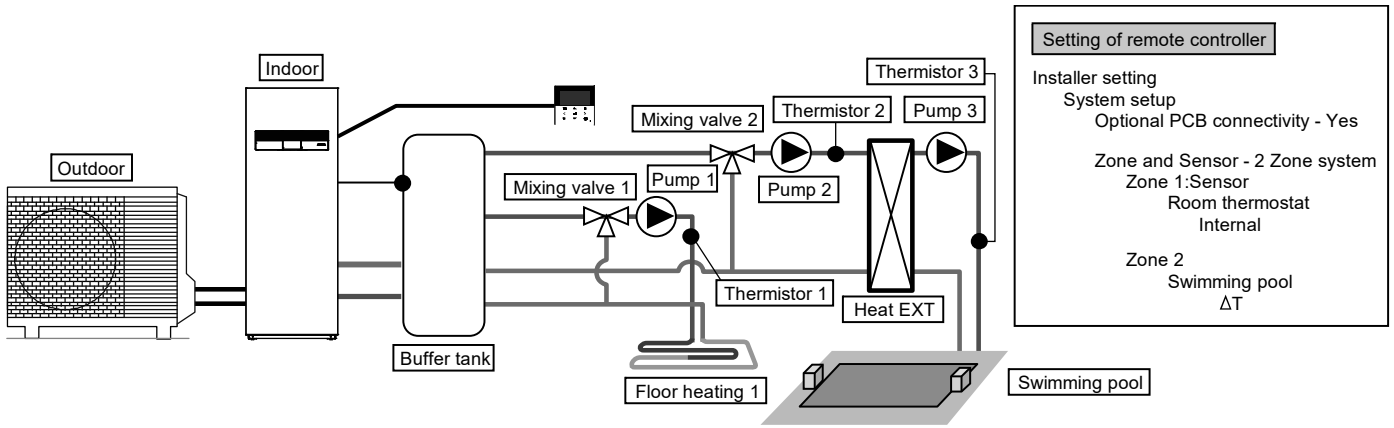 Outdoor
Indoor
Buffer tank
Mixing valve 1
Pump 1
Thermistor 1
Floor heating 1
Mixing valve 2
Pump 2
Thermistor 2
Heat EXT
Pump 3
Thermistor 3
Swimming pool
Setting of remote controller
Installer setting
System setup
Optional PCB connectivity - Yes
Zone and Sensor - 2 Zone system
Zone 1:Sensor
Room thermostat
Internal
Zone 2
Swimming pool
ΔT